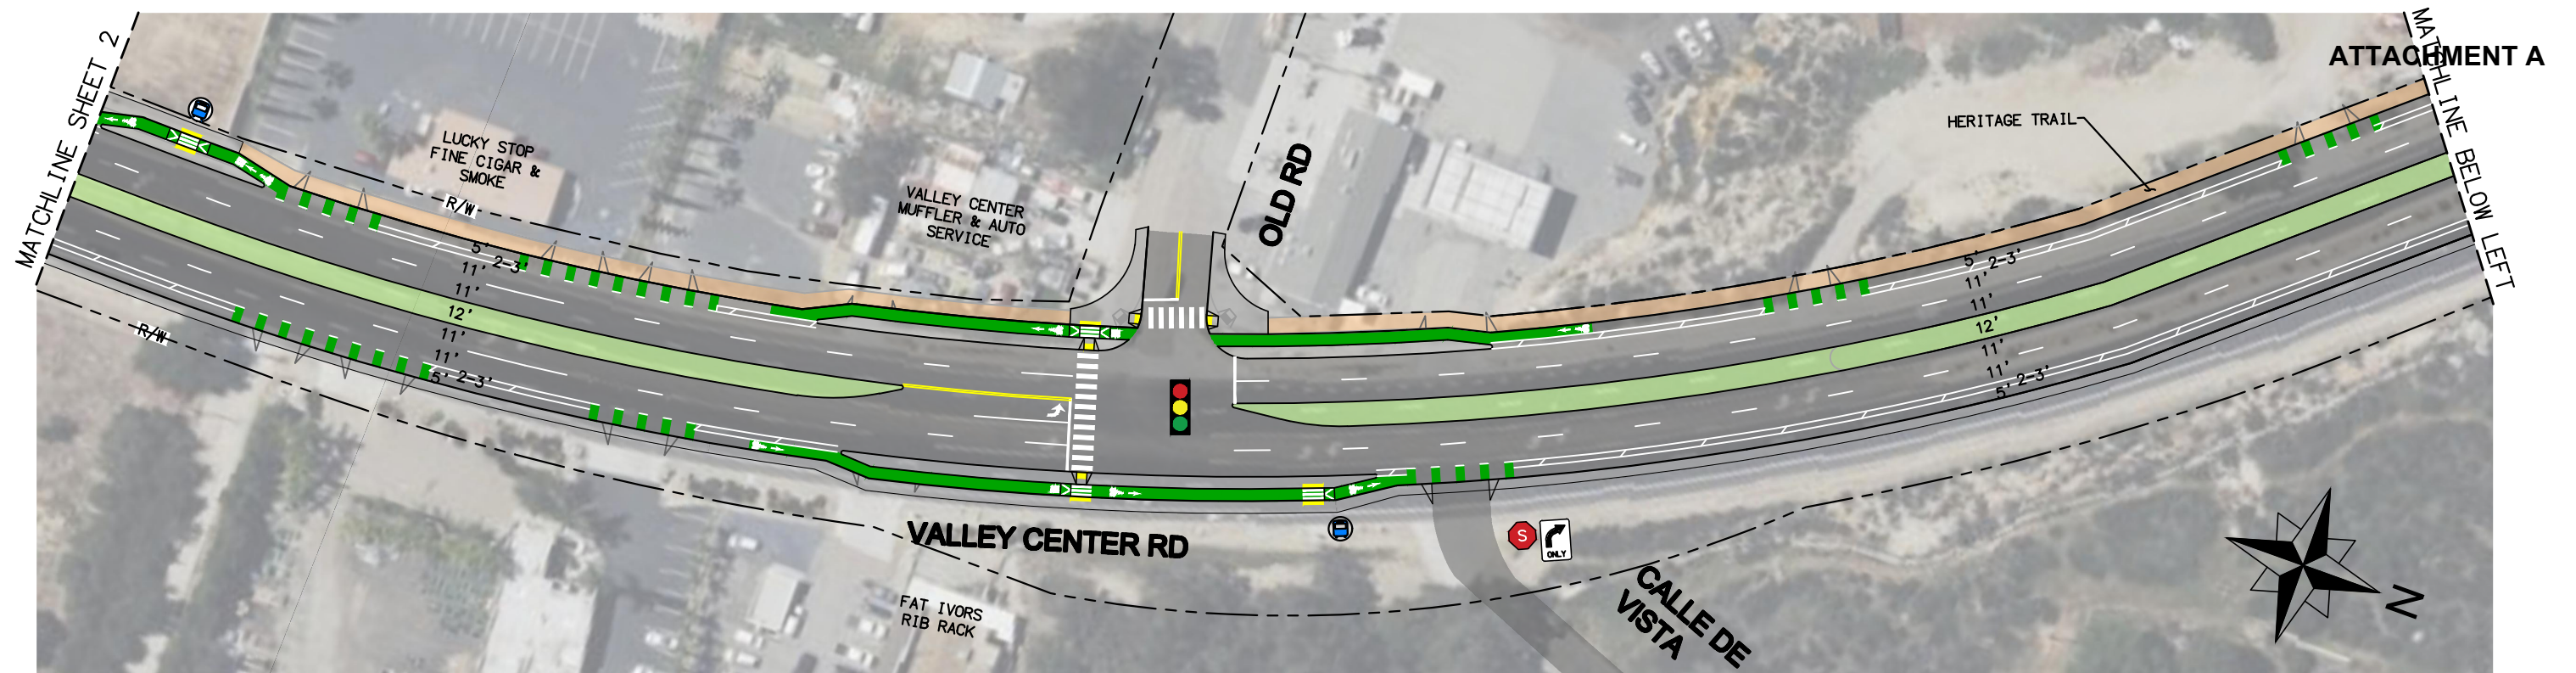 MATCHLINE SHEET 2
LUCKY STOP
FINE CIGAR &
SMOKE
R/W
VALLEY CENTER
MUFFLER & AUTO
SERVICE
OLD RD
HERITAGE TRAIL
ATTACHMENT A
MATCHLINE BELOW LEFT
5'
2-3'
11'
11'
12'
11'
11'
5'
2-3'
R/W
5'
2-3'
11'
11'
12'
11'
11'
2-3'
5'
VALLEY CENTER RD
FAT IVORS
RIB RACK
S
ONLY
CALLE DE
VISTA
N